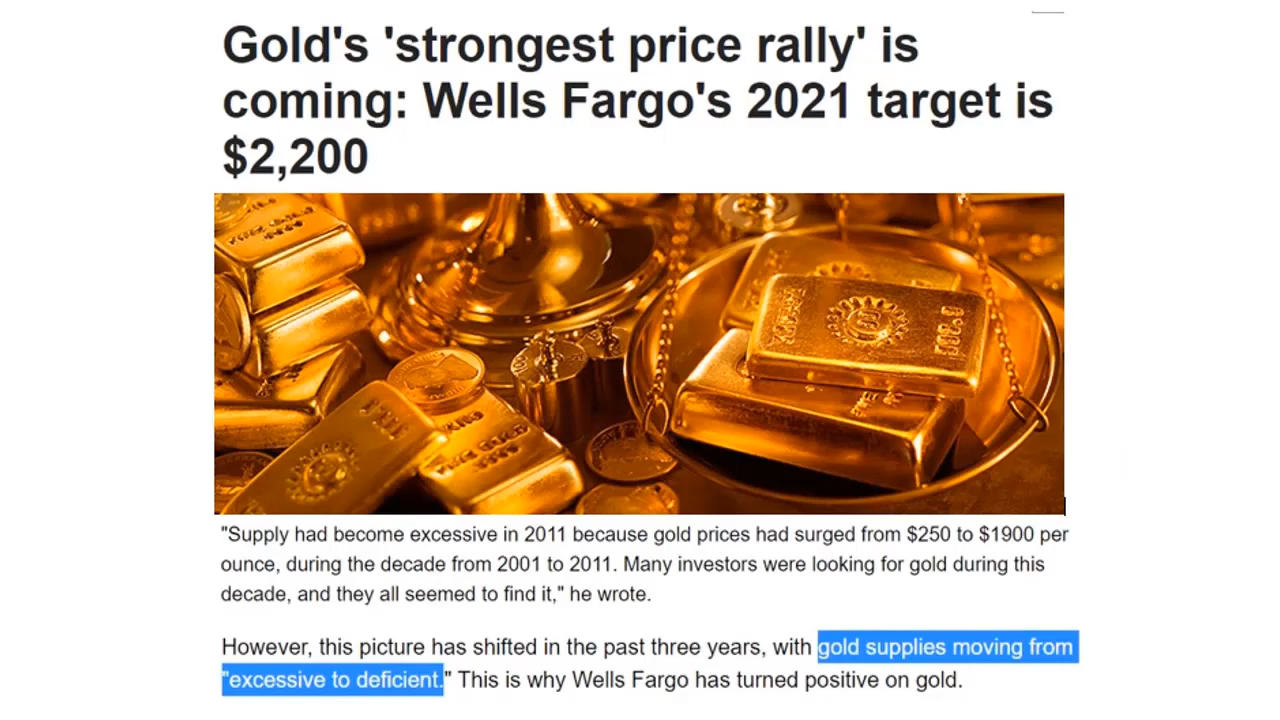 Gold's 'strongest price rally' is
coming: Wells Fargo's 2021 target is
$2,200
"Supply had become excessive in 2011 because gold prices had surged from $250 to $1900 per
ounce, during the decade from 2001 to 2011. Many investors were looking for gold during this
decade, and they all seemed to find it," he wrote.
However, this picture has shifted in the past three years, with gold supplies moving from
"excessive to deficient." This is why Wells Fargo has turned positive on gold.